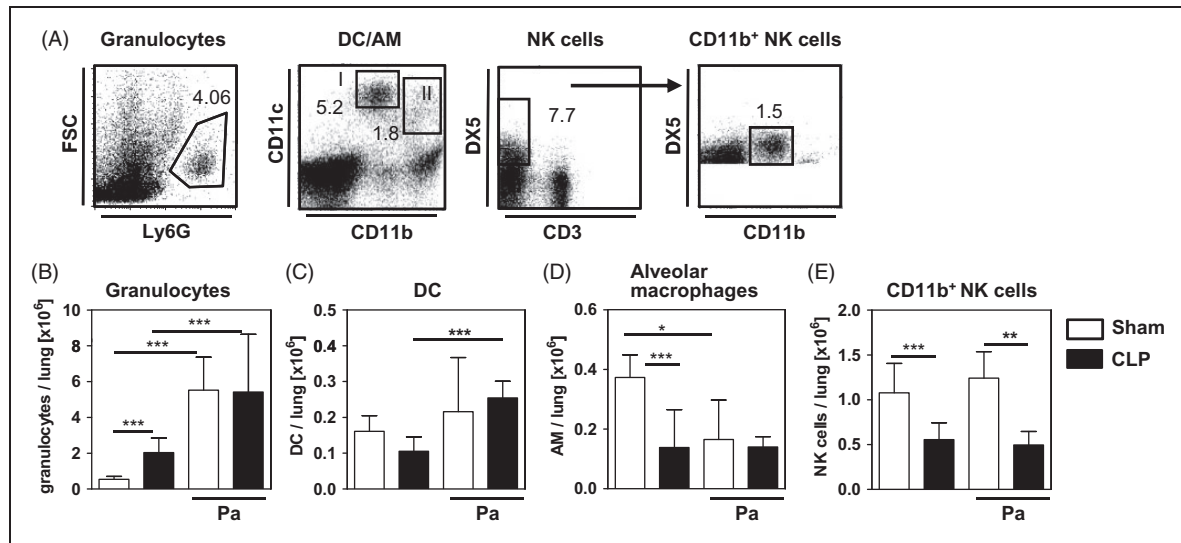 (A) Granulocytes DC/AM NK cells CD11b+ NK cells
FSC 4.06 Ly6G
CD11c I II 5.2 1.8 CD11b
DX5 7.7 CD3
DX5 1.5 CD11b
(B) Granulocytes
granulocytes / lung [x10⁶]
10
8
6
4
2
0
***
***
***
Pa
(C) DC
DC / lung [x10⁶]
0.5
0.4
0.3
0.2
0.1
0.0
***
Pa
(D) Alveolar
macrophages
AM / lung [x10⁶]
0.6
0.4
0.2
0.0
*
***
Pa
(E) CD11b+ NK cells
NK cells / lung [x10⁶]
2.0
1.5
1.0
0.5
0.0
***
**
Pa
Sham
CLP